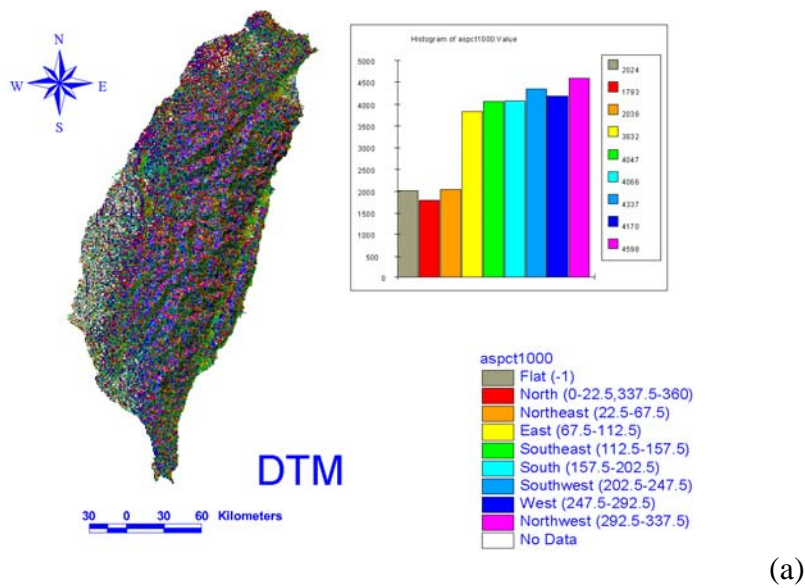 N
W E
S
Histogram of aspct1000:Value
5000
4500
4000
3500
3000
2500
2000
1500
1000
500
0
2024
1793
2038
3832
4047
4066
4337
4170
4598
aspct1000
Flat (-1)
North (0-22.5,337.5-360)
Northeast (22.5-67.5)
East (67.5-112.5)
Southeast (112.5-157.5)
South (157.5-202.5)
Southwest (202.5-247.5)
West (247.5-292.5)
Northwest (292.5-337.5)
No Data
DTM
30 0 30 60 Kilometers
(a)